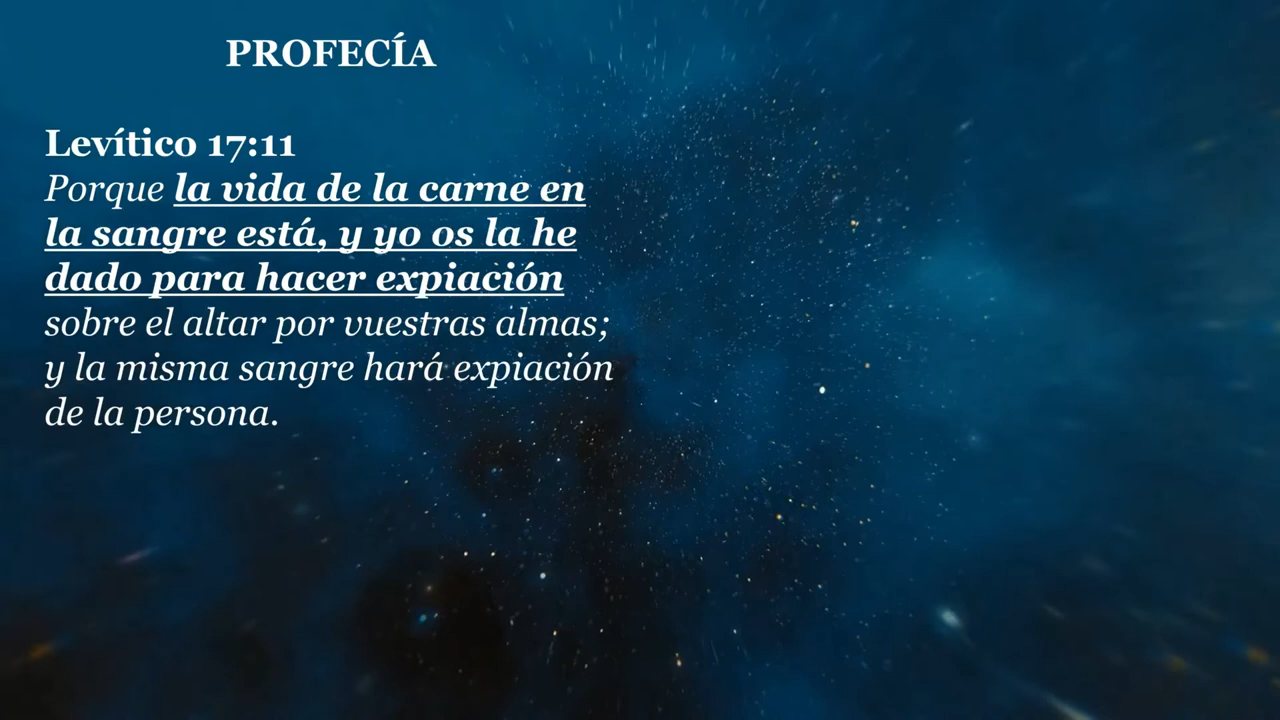 PROFECÍA
Levítico 17:11
Porque la vida de la carne en
la sangre está, y yo os la he
dado para hacer expiación
sobre el altar por vuestras almas;
y la misma sangre hará expiación
de la persona.